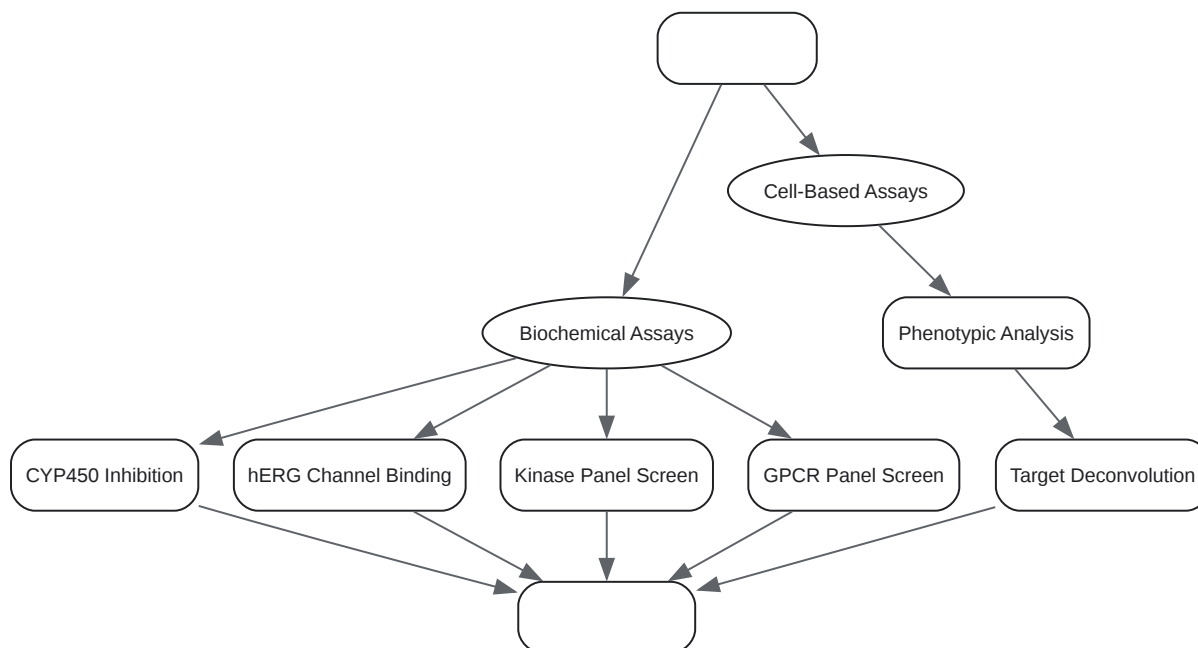 Cell-Based Assays
Biochemical Assays
Phenotypic Analysis
CYP450 Inhibition
hERG Channel Binding
Kinase Panel Screen
GPCR Panel Screen
Target Deconvolution